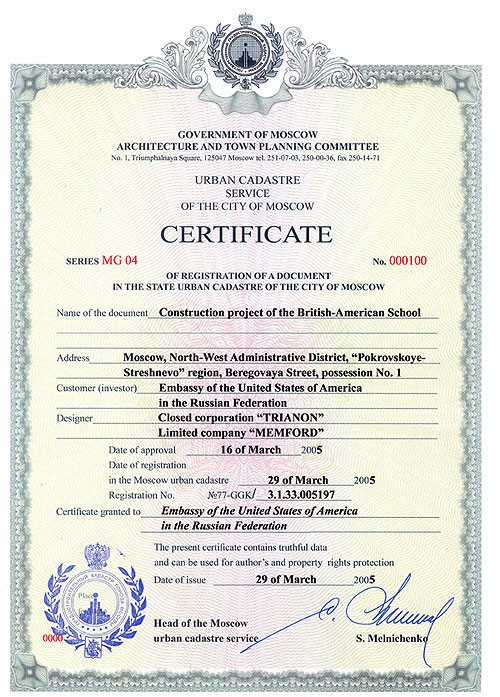 GOVERNMENT OF MOSCOW
ARCHITECTURE AND TOWN PLANNING COMMITTEE
No. 1, Triumphalnaya Square, 125047 Moscow tel. 251-07-03, 250-00-36, fax 250-14-71
URBAN CADASTRE
SERVICE
OF THE CITY OF MOSCOW
CERTIFICATE
SERIES MG 04 No. 000100
OF REGISTRATION OF A DOCUMENT
IN THE STATE URBAN CADASTRE OF THE CITY OF MOSCOW
Name of the document Construction project of the British-American School
Address Moscow, North-West Administrative District, “Pokrovskoye-
Streshnevo” region, Beregovaya Street, possession No. 1
Customer (investor) Embassy of the United States of America
in the Russian Federation
Designer Closed corporation “TRIANON”
Limited company “MEMFORD”
Date of approval 16 of March 2005
Date of registration
in the Moscow urban cadastre 29 of March 2005
Registration No. №77-GGK/ 3.1.33.005197
Certificate granted to Embassy of the United States of America
in the Russian Federation
The present certificate contains truthful data
and can be used for author's and property rights protection
Date of issue 29 of March 2005
Place
0000
Head of the Moscow
urban cadastre service S. Melnichenko